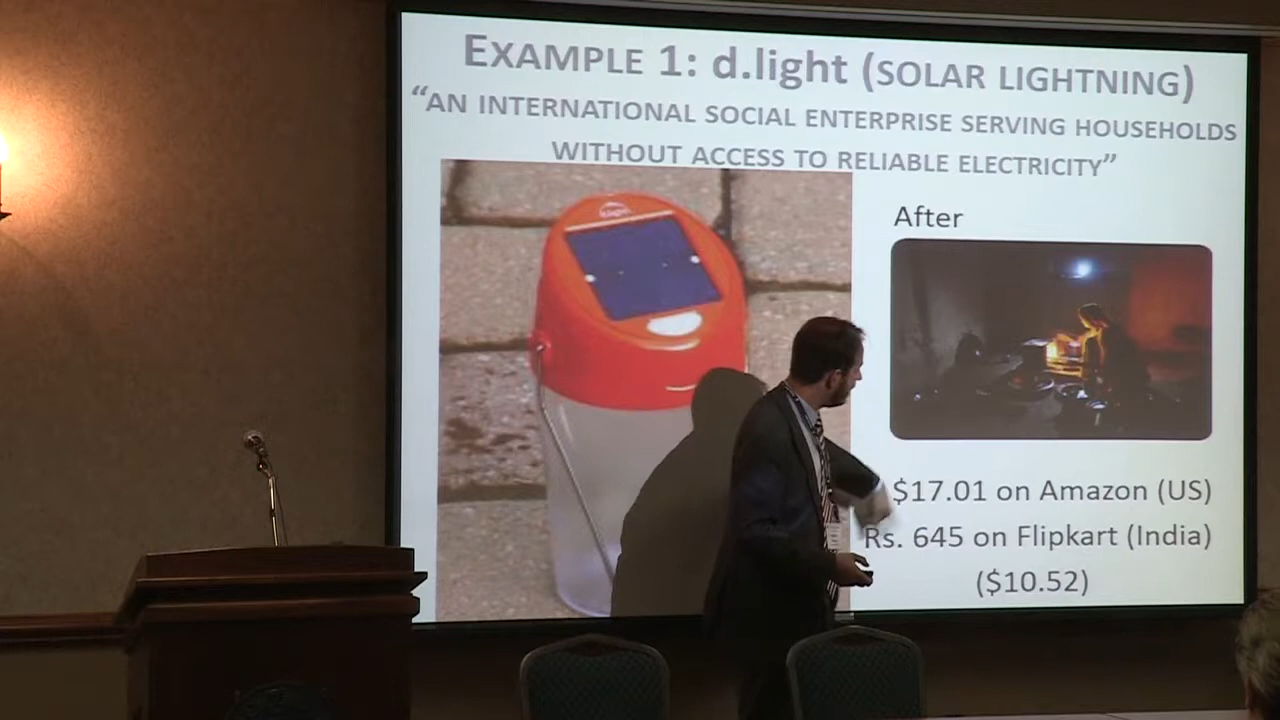 EXAMPLE 1: d.light (SOLAR LIGHTNING)
“AN INTERNATIONAL SOCIAL ENTERPRISE SERVING HOUSEHOLDS
WITHOUT ACCESS TO RELIABLE ELECTRICITY”
After
$17.01 on Amazon (US)
Rs. 645 on Flipkart (India)
($10.52)